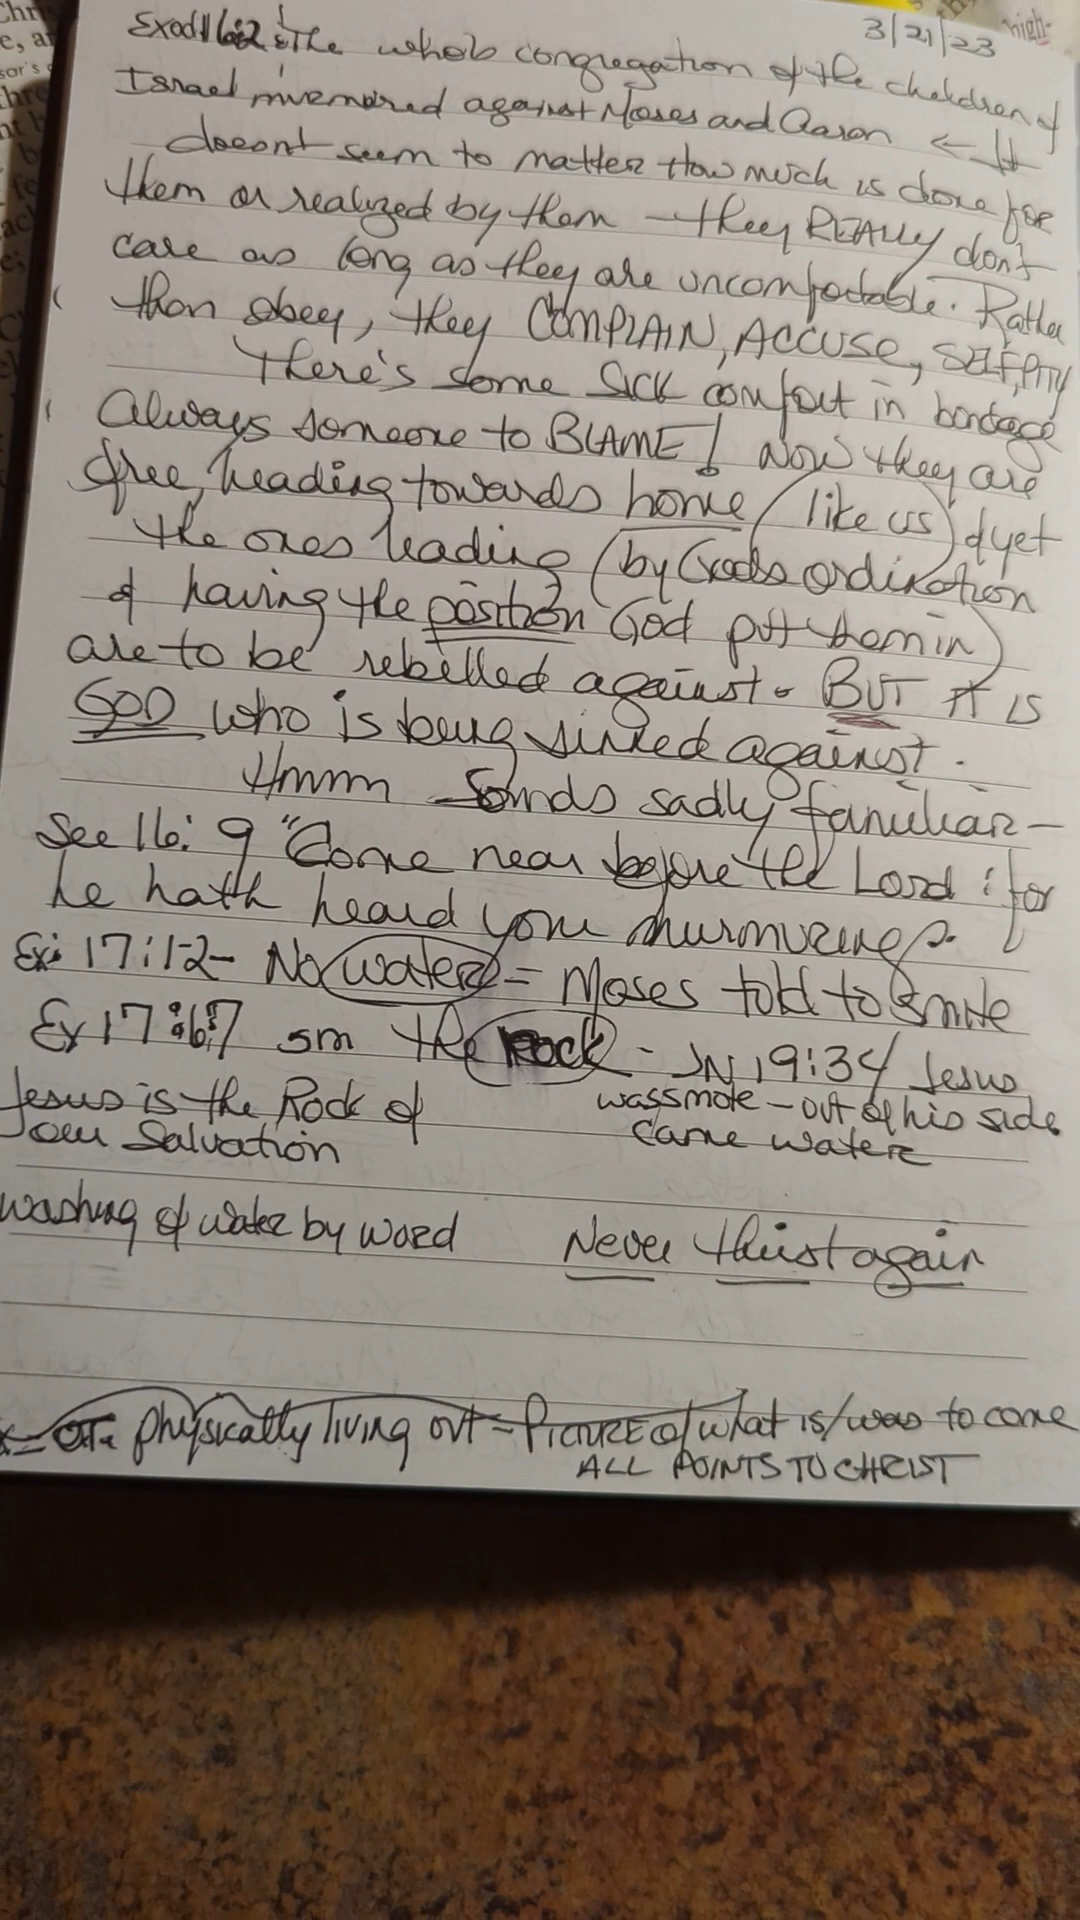 3/21/23
Exod 16:2 "The whole congregation of the children of
Israel murmured against Moses and Aaron ← It
doesn't seem to matter How much is done for
them or realized by them — they REALLY don't
care as long as they are uncomfortable. Rather
than obey, they COMPLAIN, ACCUSE, SELF PITY
There's some SICK comfort in bondage
Always someone to BLAME! Now they are
free, heading towards home (like us) & yet
the ones leading (by Gods ordination
& having the position God put them in)
are to be rebelled against. BUT IT IS
GOD who is being sinned against.
Hmmm Sounds sadly familiar —
See 16:9 "Come near before the Lord: for
he hath heard your murmurings.
Ex: 17:1-2 - No water = Moses told to smite
Ex 17:6,7 sm the Rock - JN 19:34 Jesus
Jesus is the Rock of
our Salvation
was smote - out of his side
came water
washing of water by word
Never thirst again
OT = physically living out = PICTURE of what is/was to come
ALL POINTS TO CHRIST